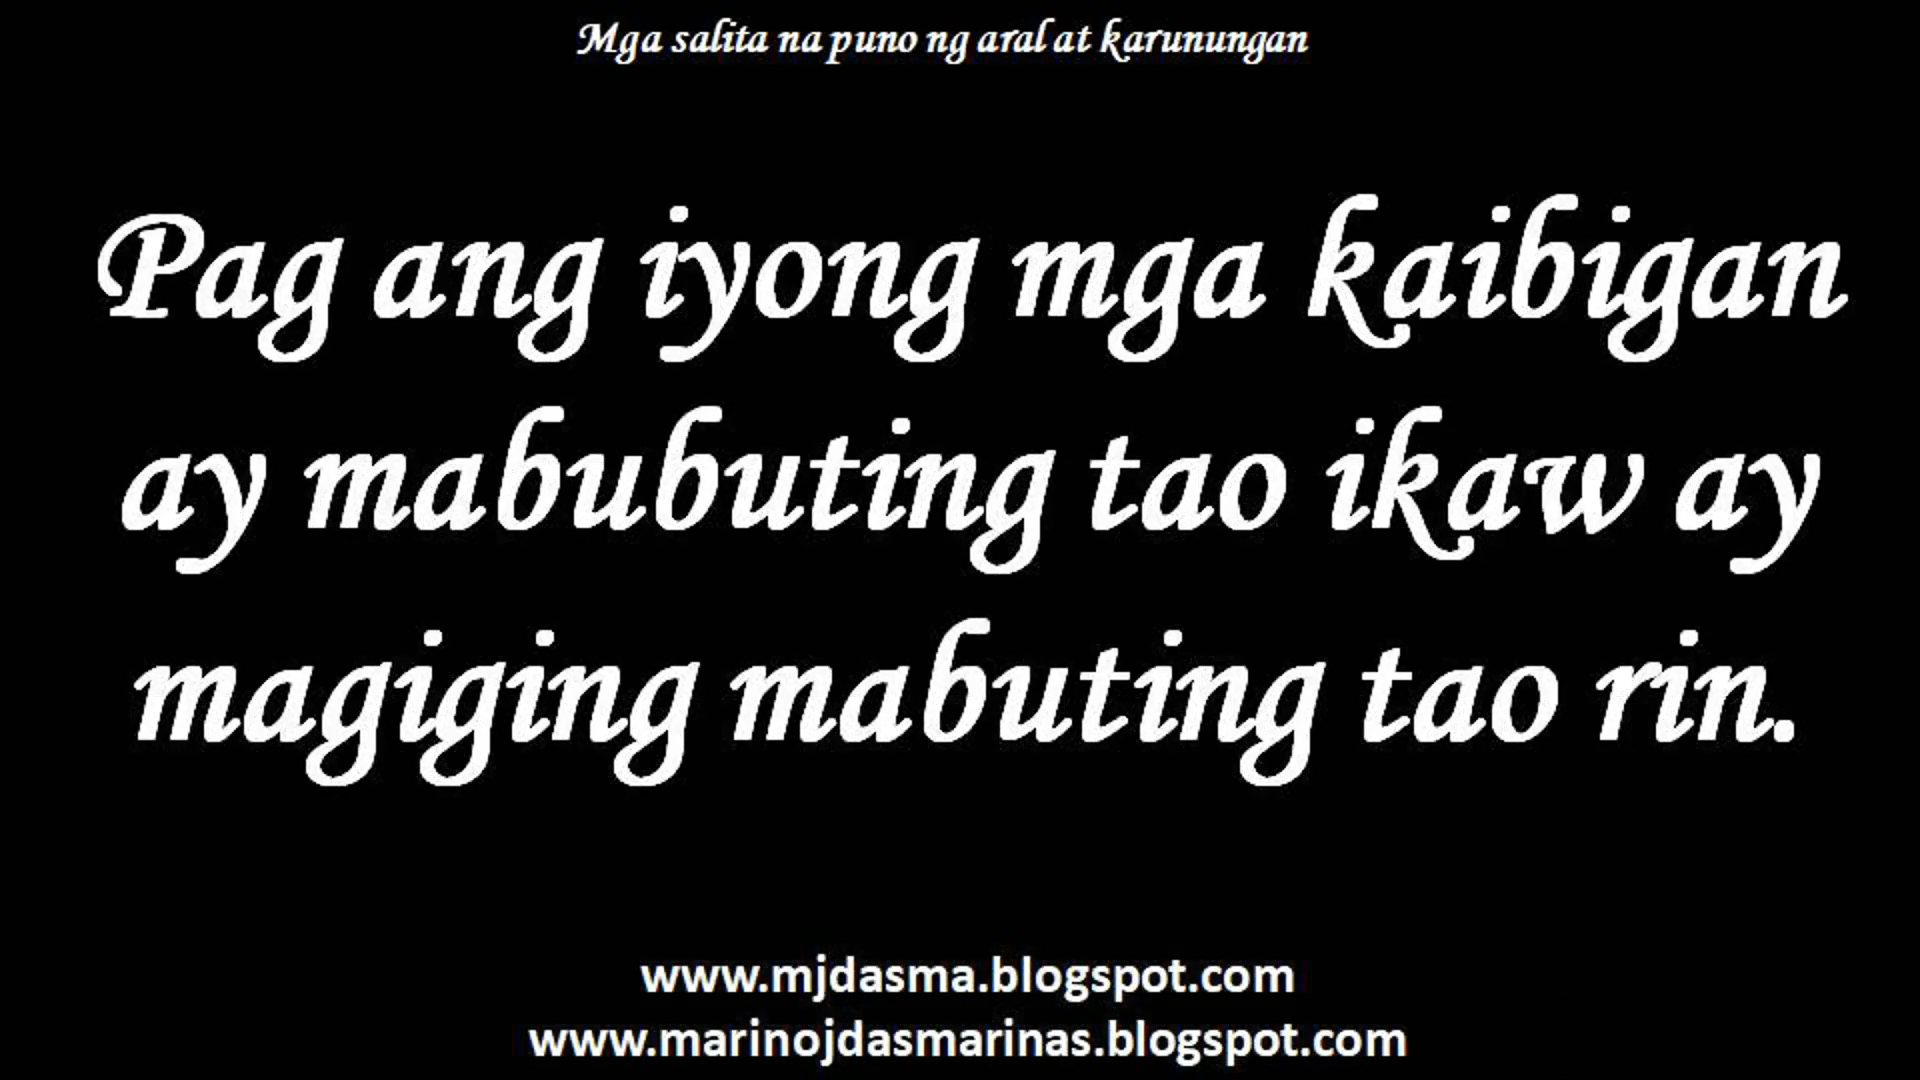 Mga salita na puno ng aral at karunungan
Pag ang iyong mga kaibigan
ay mabubuting tao ikaw ay
magiging mabuting tao rin.
www.mjdasma.blogspot.com
www.marinojdasmarinas.blogspot.com